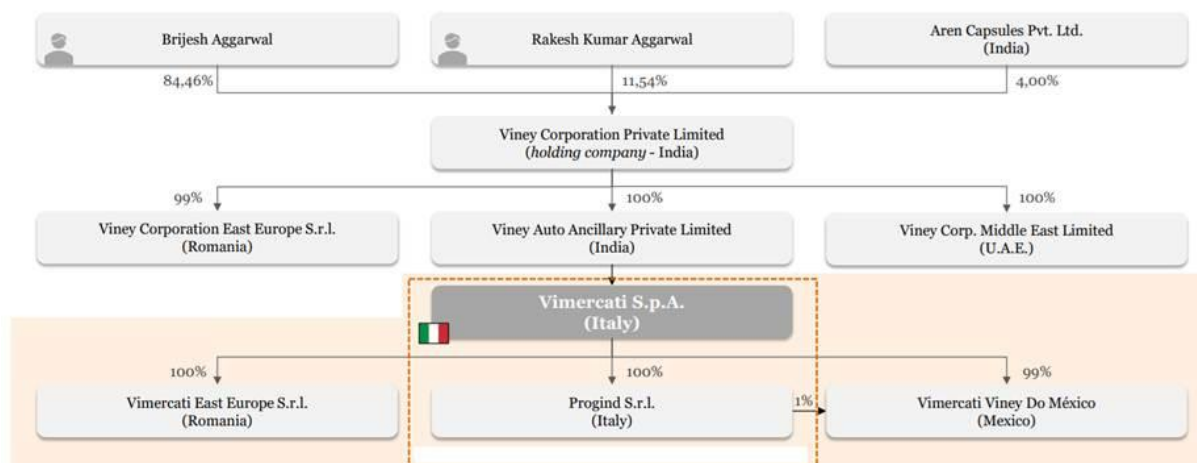 Brijesh Aggarwal
Rakesh Kumar Aggarwal
Aren Capsules Pvt. Ltd.
(India)
84,46%
11,54%
4,00%
Viney Corporation Private Limited
(holding company - India)
99%
100%
100%
Viney Corporation East Europe S.r.l.
(Romania)
Viney Auto Ancillary Private Limited
(India)
Viney Corp. Middle East Limited
(U.A.E.)
Vimercati S.p.A.
(Italy)
100%
100%
99%
Vimercati East Europe S.r.l.
(Romania)
Progind S.r.l.
(Italy)
1%
Vimercati Viney Do México
(Mexico)